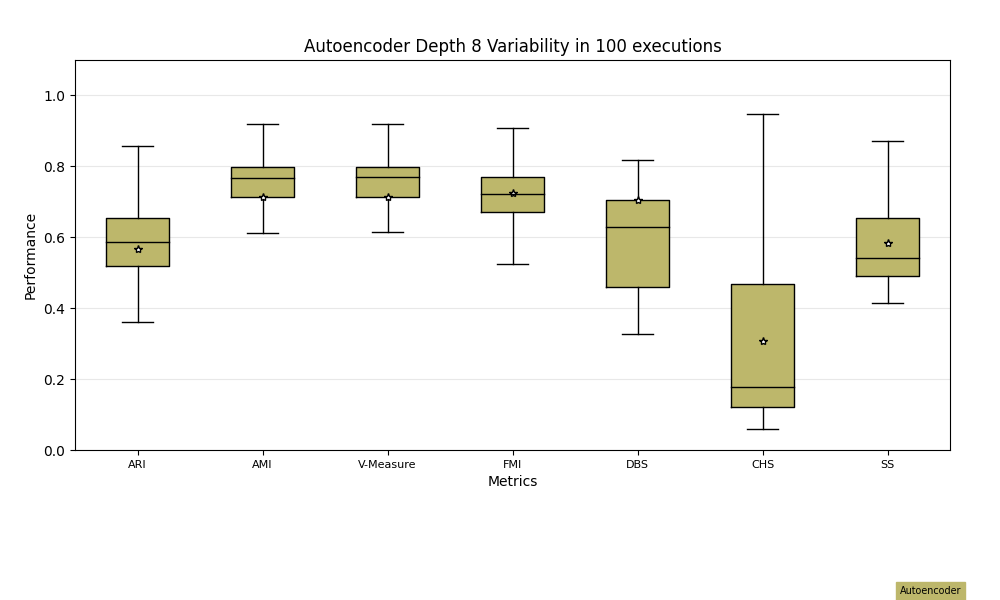 Autoencoder Depth 8 Variability in 100 executions
1.0
0.8
0.6
0.4
0.2
0.0
Performance
ARI AMI V-Measure FMI DBS CHS SS
Metrics
Autoencoder